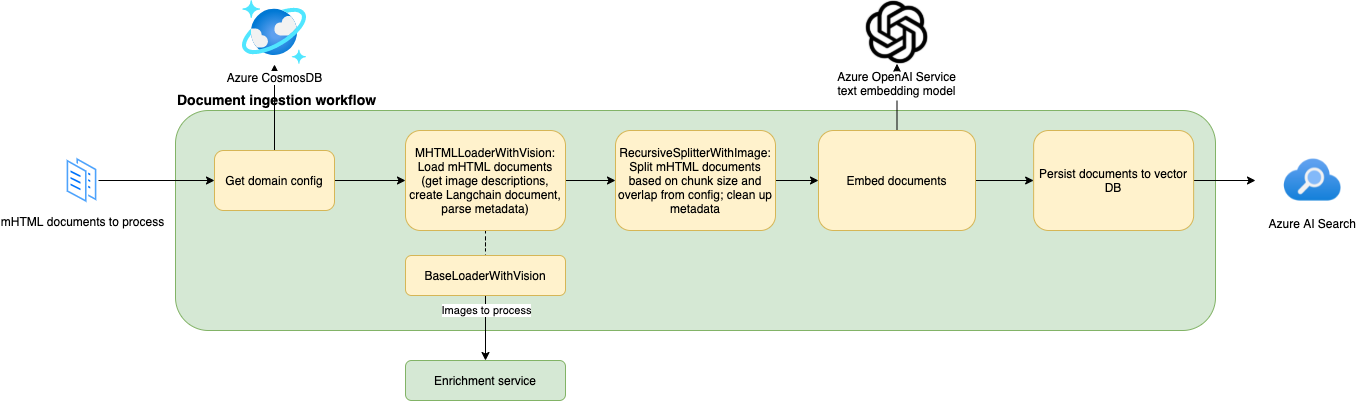 Azure CosmosDB
Azure OpenAI Service
text embedding model
Document ingestion workflow
mHTML documents to process
Get domain config
MHTMLLoaderWithVision:
Load mHTML documents
(get image descriptions,
create Langchain document,
parse metadata)
RecursiveSplitterWithImage:
Split mHTML documents
based on chunk size and
overlap from config; clean up
metadata
Embed documents
Persist documents to vector
DB
Azure AI Search
BaseLoaderWithVision
Images to process
Enrichment service